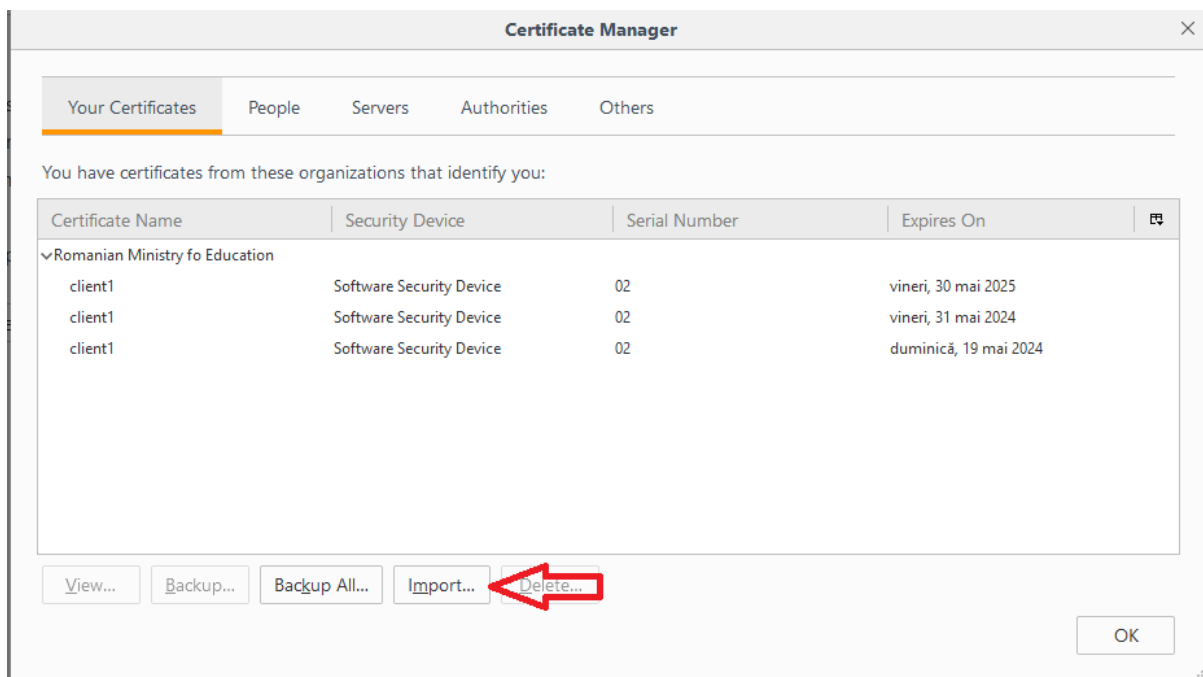 Certificate Manager
Your Certificates People Servers Authorities Others
You have certificates from these organizations that identify you:
Certificate Name Security Device Serial Number Expires On
Romanian Ministry fo Education
client1 Software Security Device 02 vineri, 30 mai 2025
client1 Software Security Device 02 vineri, 31 mai 2024
client1 Software Security Device 02 duminică, 19 mai 2024
View... Backup... Backup All... Import... Delete...
OK